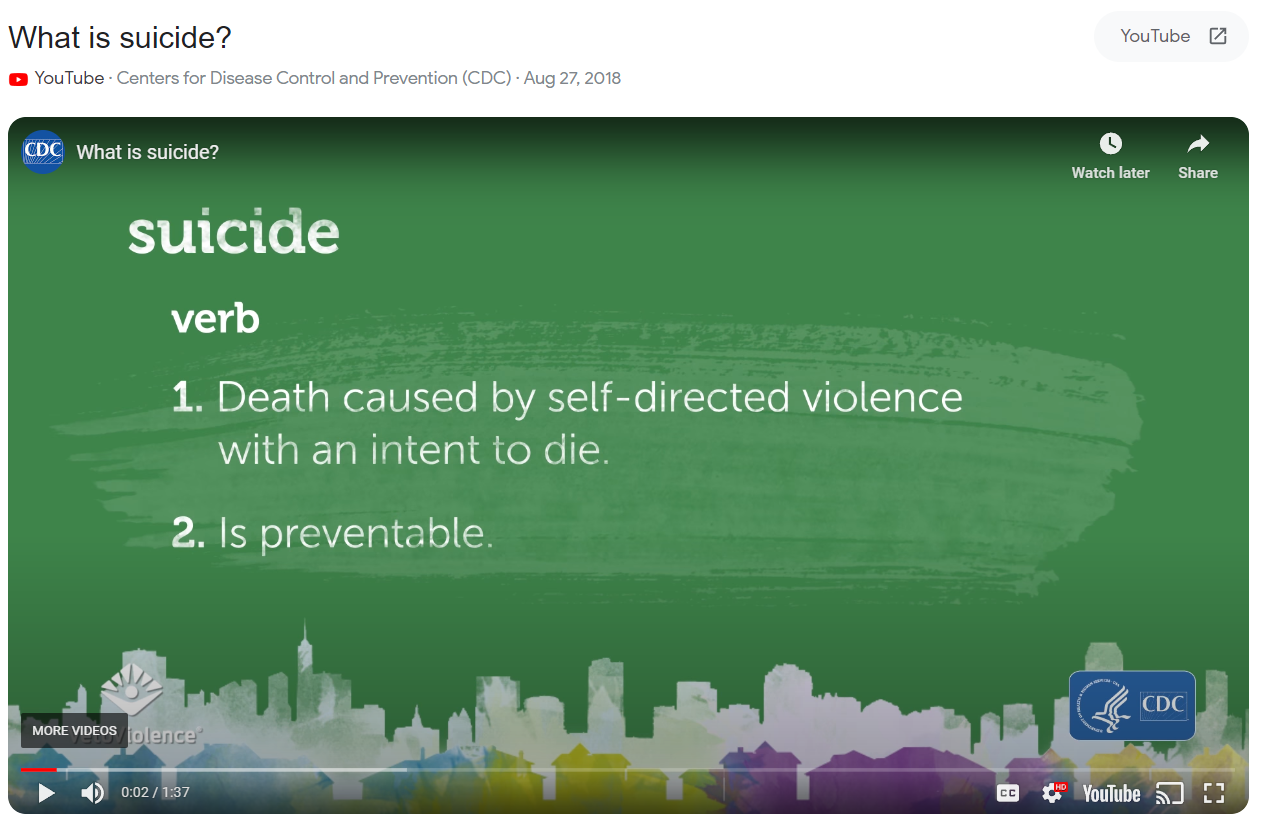 What is suicide?
YouTube
YouTube · Centers for Disease Control and Prevention (CDC) · Aug 27, 2018
CDC
What is suicide?
Watch later
Share
suicide
verb
1. Death caused by self-directed violence
with an intent to die.
2. Is preventable.
CDC
MORE VIDEOS
0:02 / 1:37
CC
HD
YouTube